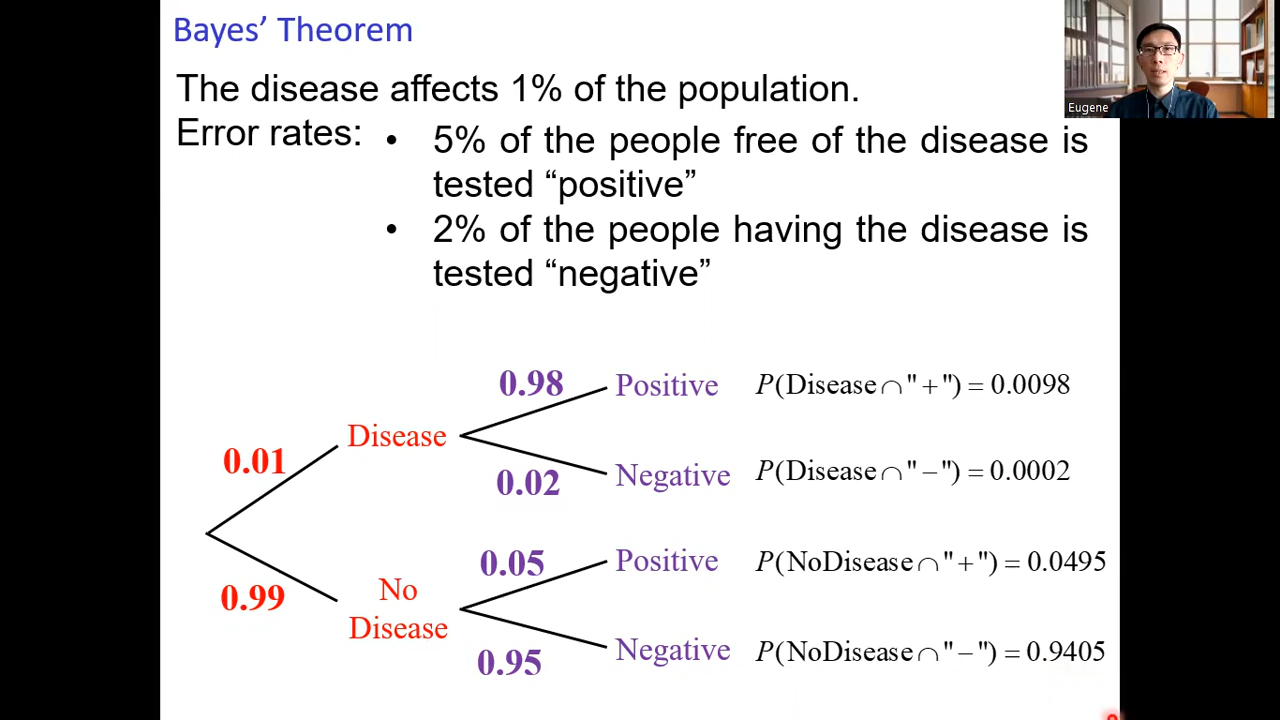 Bayes’ Theorem
Eugene
The disease affects 1% of the population.
Error rates:
• 5% of the people free of the disease is
tested “positive”
• 2% of the people having the disease is
tested “negative”
0.98
Positive
P(Disease∩"+") = 0.0098
Disease
0.01
0.02
Negative
P(Disease∩"−") = 0.0002
0.05
Positive
P(NoDisease∩"+") = 0.0495
0.99
No
Disease
0.95
Negative
P(NoDisease∩"−") = 0.9405